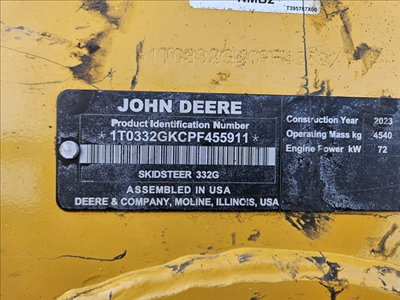 T395767X00
JOHN DEERE
Product Identification Number
*1T0332GKCPF455911*
SKIDSTEER 332G
ASSEMBLED IN USA
DEERE & COMPANY, MOLINE, ILLINOIS, USA
Construction Year 2023
Operating Mass kg 4540
Engine Power kW 72